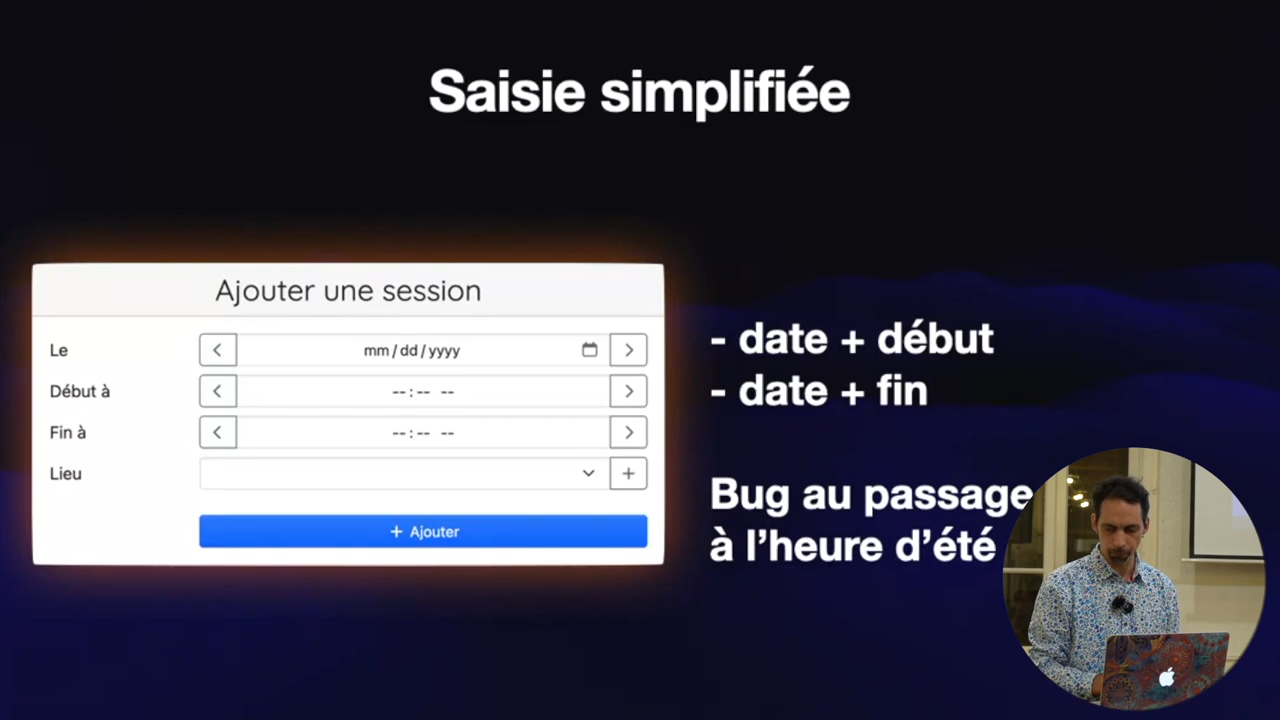 Saisie simplifiée
Ajouter une session
Le
mm/dd/yyyy
Début à
--:-- --
Fin à
--:-- --
Lieu
+
+ Ajouter
- date + début
- date + fin
Bug au passage
à l’heure d’été